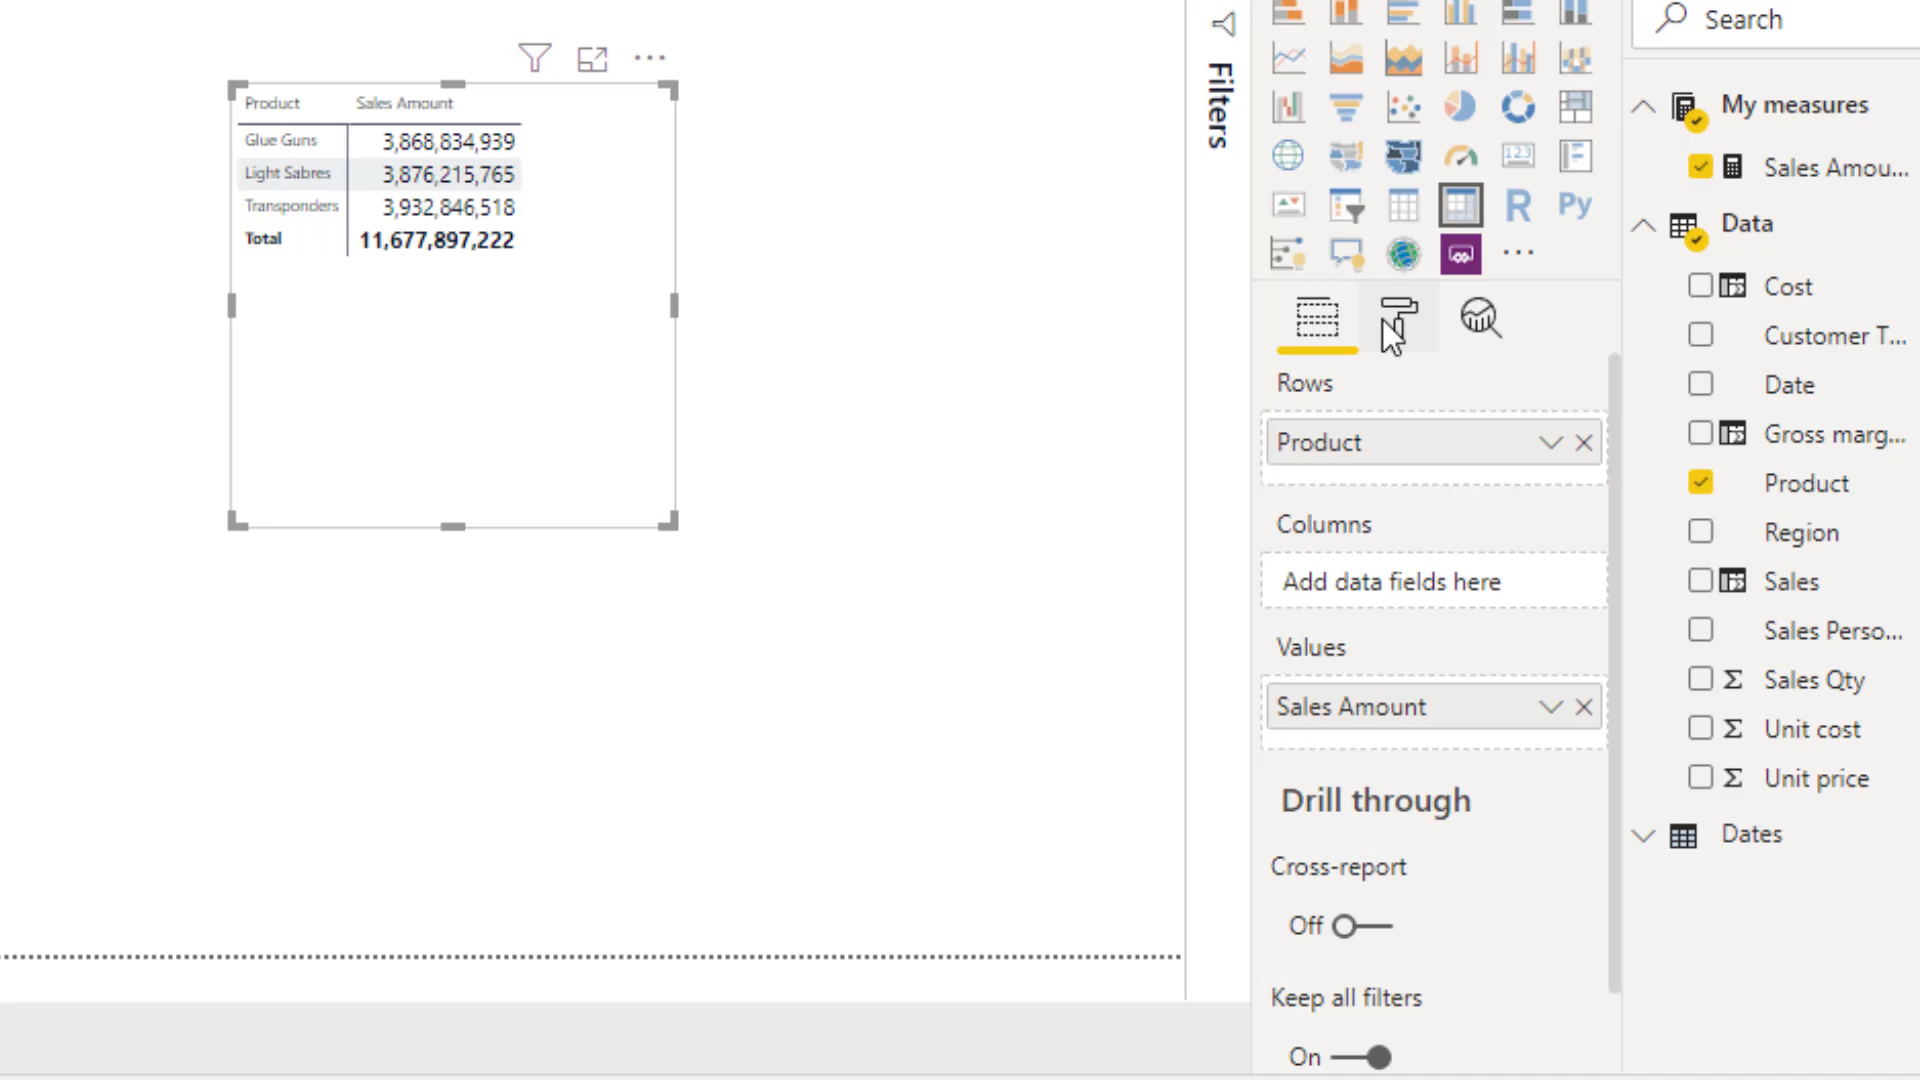 Product Sales Amount
Glue Guns 3,868,834,939
Light Sabres 3,876,215,765
Transponders 3,932,846,518
Total 11,677,897,222
Filters
123
R Py
Rows
Product
Columns
Add data fields here
Values
Sales Amount
Drill through
Cross-report
Off
Keep all filters
On
Search
My measures
Sales Amou...
Data
Cost
Customer T...
Date
Gross marg...
Product
Region
Sales
Sales Perso...
Σ Sales Qty
Σ Unit cost
Σ Unit price
Dates